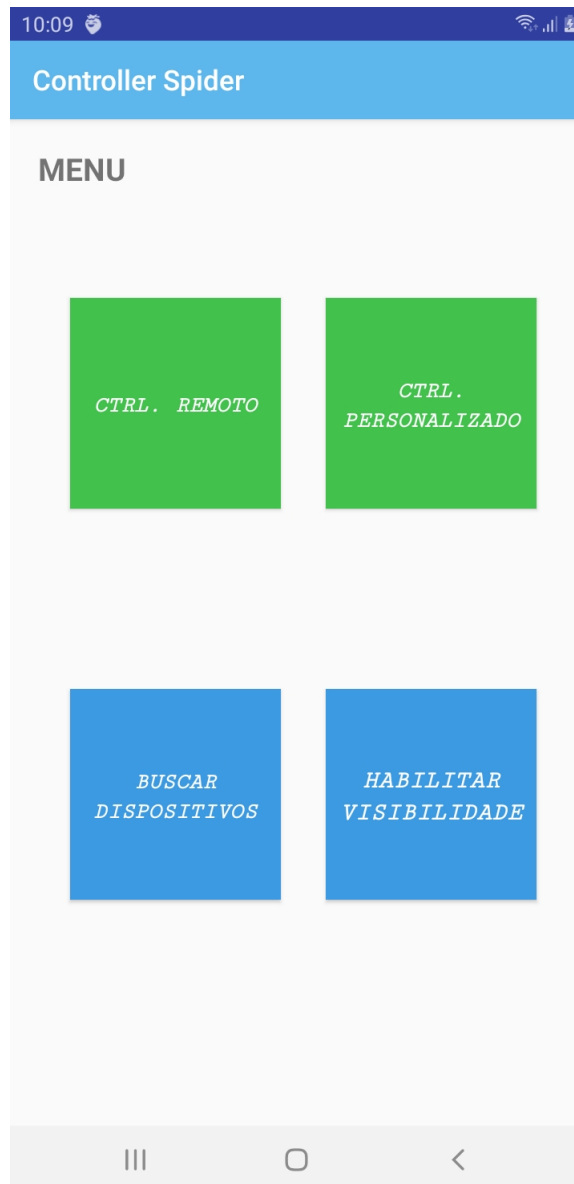 10:09
Controller Spider
MENU
CTRL. REMOTO
CTRL.
PERSONALIZADO
BUSCAR
DISPOSITIVOS
HABILITAR
VISIBILIDADE